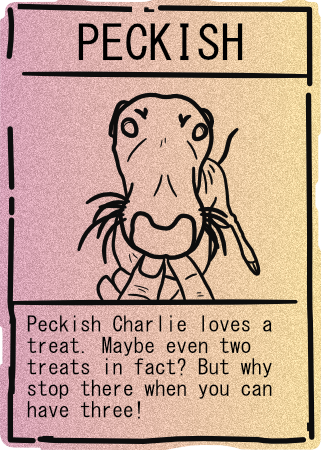 PECKISH
Peckish Charlie loves a
treat. Maybe even two
treats in fact? But why
stop there when you can
have three!